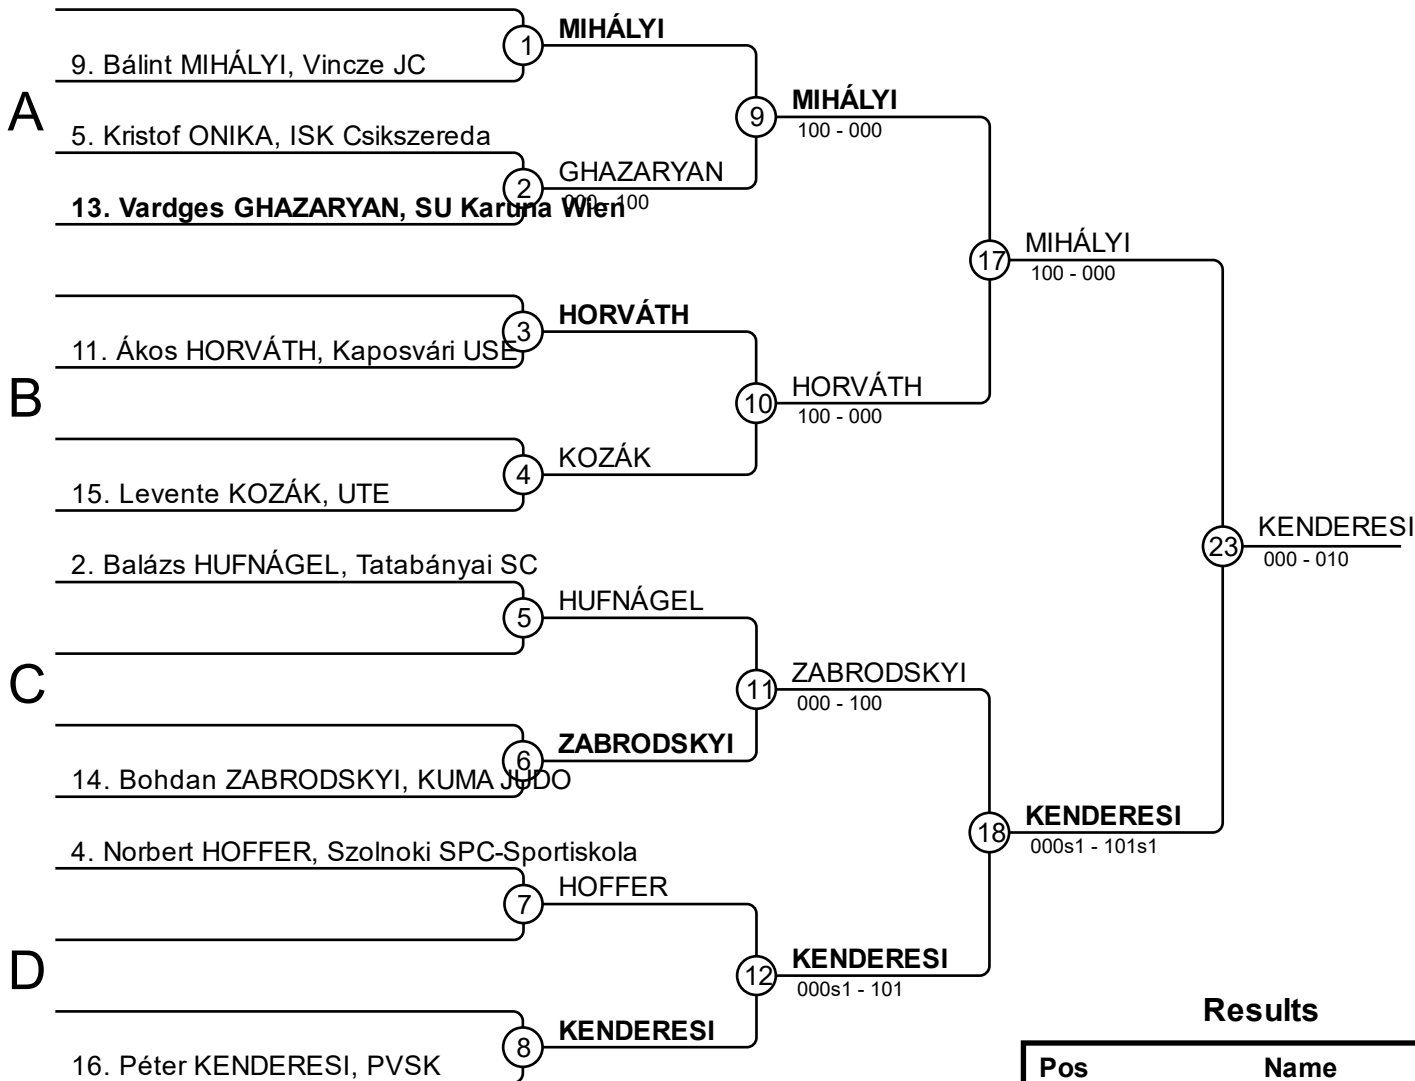 A
9. Bálint MIHÁLYI, Vincze JC
1
MIHÁLYI
5. Kristof ONIKA, ISK Csikszereda
13. Vardges GHAZARYAN, SU Karuna Wien
2
GHAZARYAN
000 - 100
9
MIHÁLYI
100 - 000
B
11. Ákos HORVÁTH, Kaposvári USE
3
HORVÁTH
15. Levente KOZÁK, UTE
4
KOZÁK
10
HORVÁTH
100 - 000
17
MIHÁLYI
100 - 000
C
2. Balázs HUFNÁGEL, Tatabányai SC
5
HUFNÁGEL
14. Bohdan ZABRODSKYI, KUMA JUDO
6
ZABRODSKYI
11
ZABRODSKYI
000 - 100
D
4. Norbert HOFFER, Szolnoki SPC-Sportiskola
7
HOFFER
16. Péter KENDERESI, PVSK
8
KENDERESI
12
KENDERESI
000s1 - 101
18
KENDERESI
000s1 - 101s1
23
KENDERESI
000 - 010
Results
Pos Name